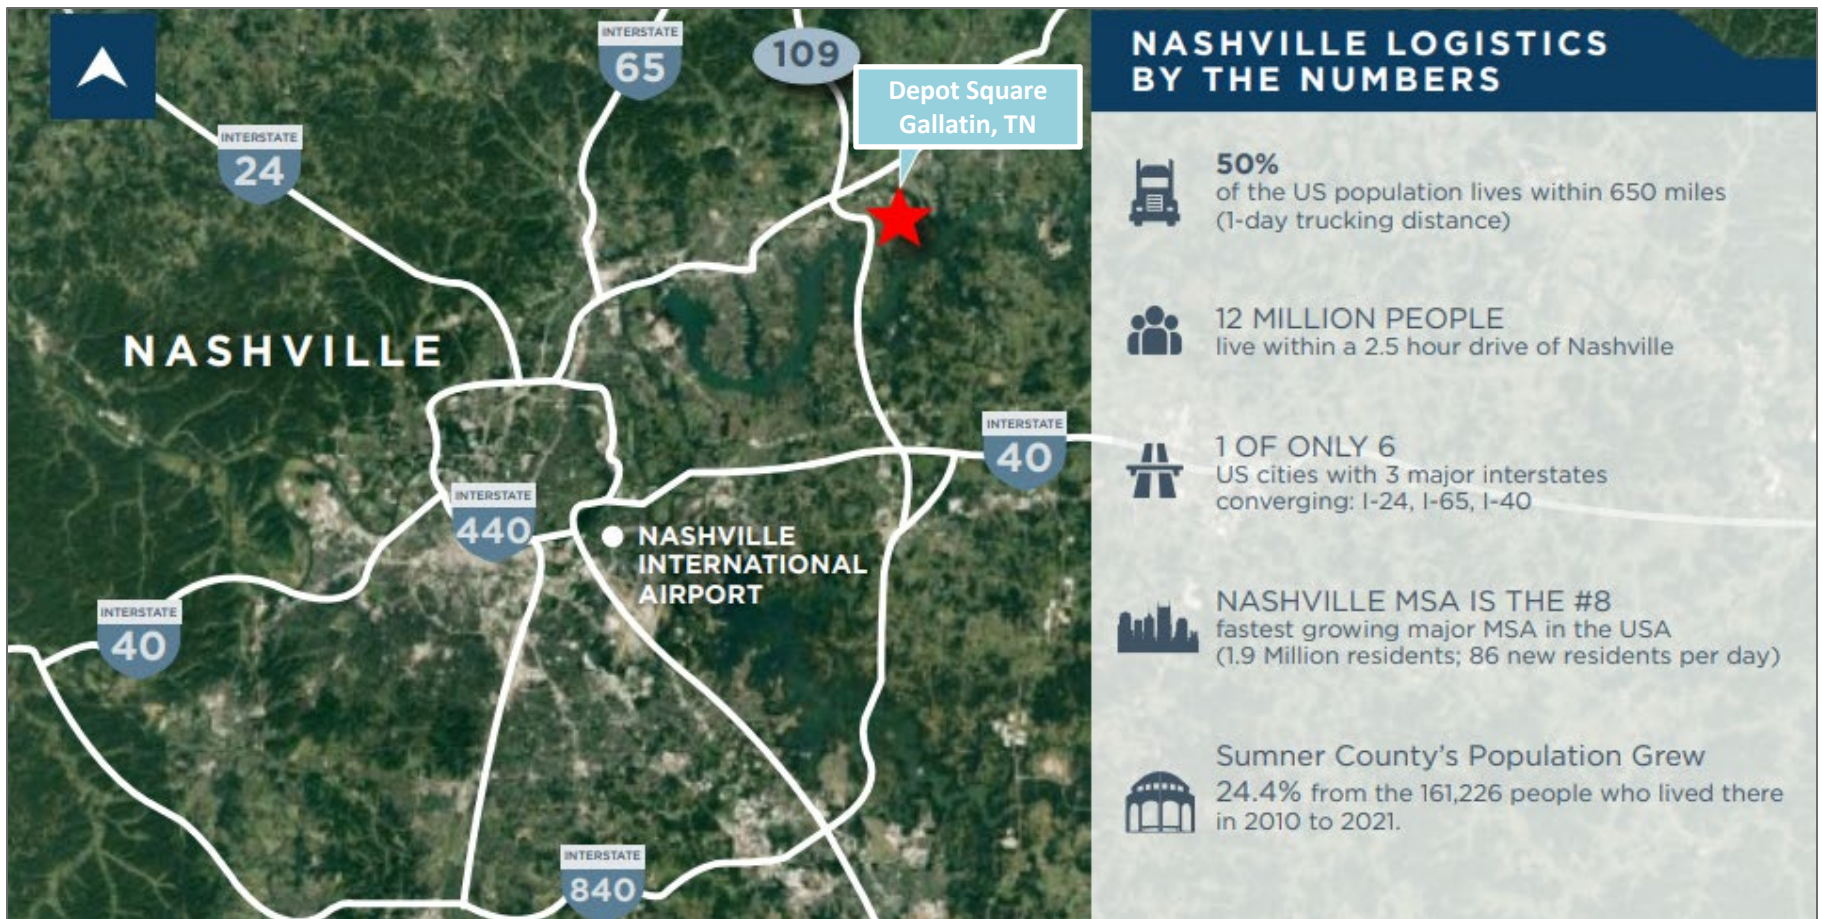 INTERSTATE
65
109
Depot Square
Gallatin, TN
INTERSTATE
24
NASHVILLE
INTERSTATE
40
INTERSTATE
440
NASHVILLE
INTERNATIONAL
AIRPORT
INTERSTATE
40
INTERSTATE
840
NASHVILLE LOGISTICS
BY THE NUMBERS
50%
of the US population lives within 650 miles
(1-day trucking distance)
12 MILLION PEOPLE
live within a 2.5 hour drive of Nashville
1 OF ONLY 6
US cities with 3 major interstates
converging: I-24, I-65, I-40
NASHVILLE MSA IS THE #8
fastest growing major MSA in the USA
(1.9 Million residents; 86 new residents per day)
Sumner County's Population Grew
24.4% from the 161,226 people who lived there
in 2010 to 2021.